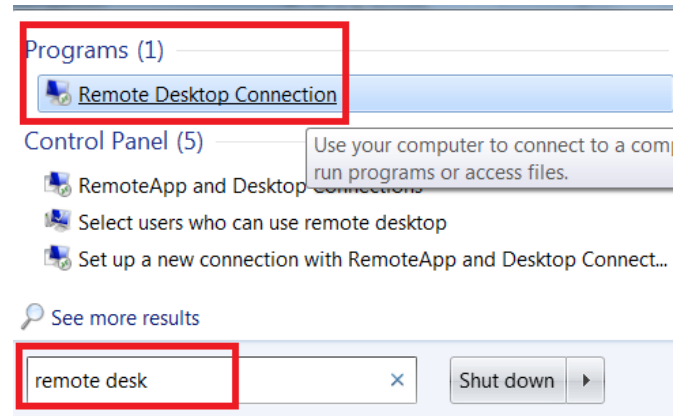 Programs (1)
Remote Desktop Connection
Control Panel (5)
Use your computer to connect to a com
run programs or access files.
RemoteApp and Desktop Connections
Select users who can use remote desktop
Set up a new connection with RemoteApp and Desktop Connect...
See more results
remote desk
Shut down